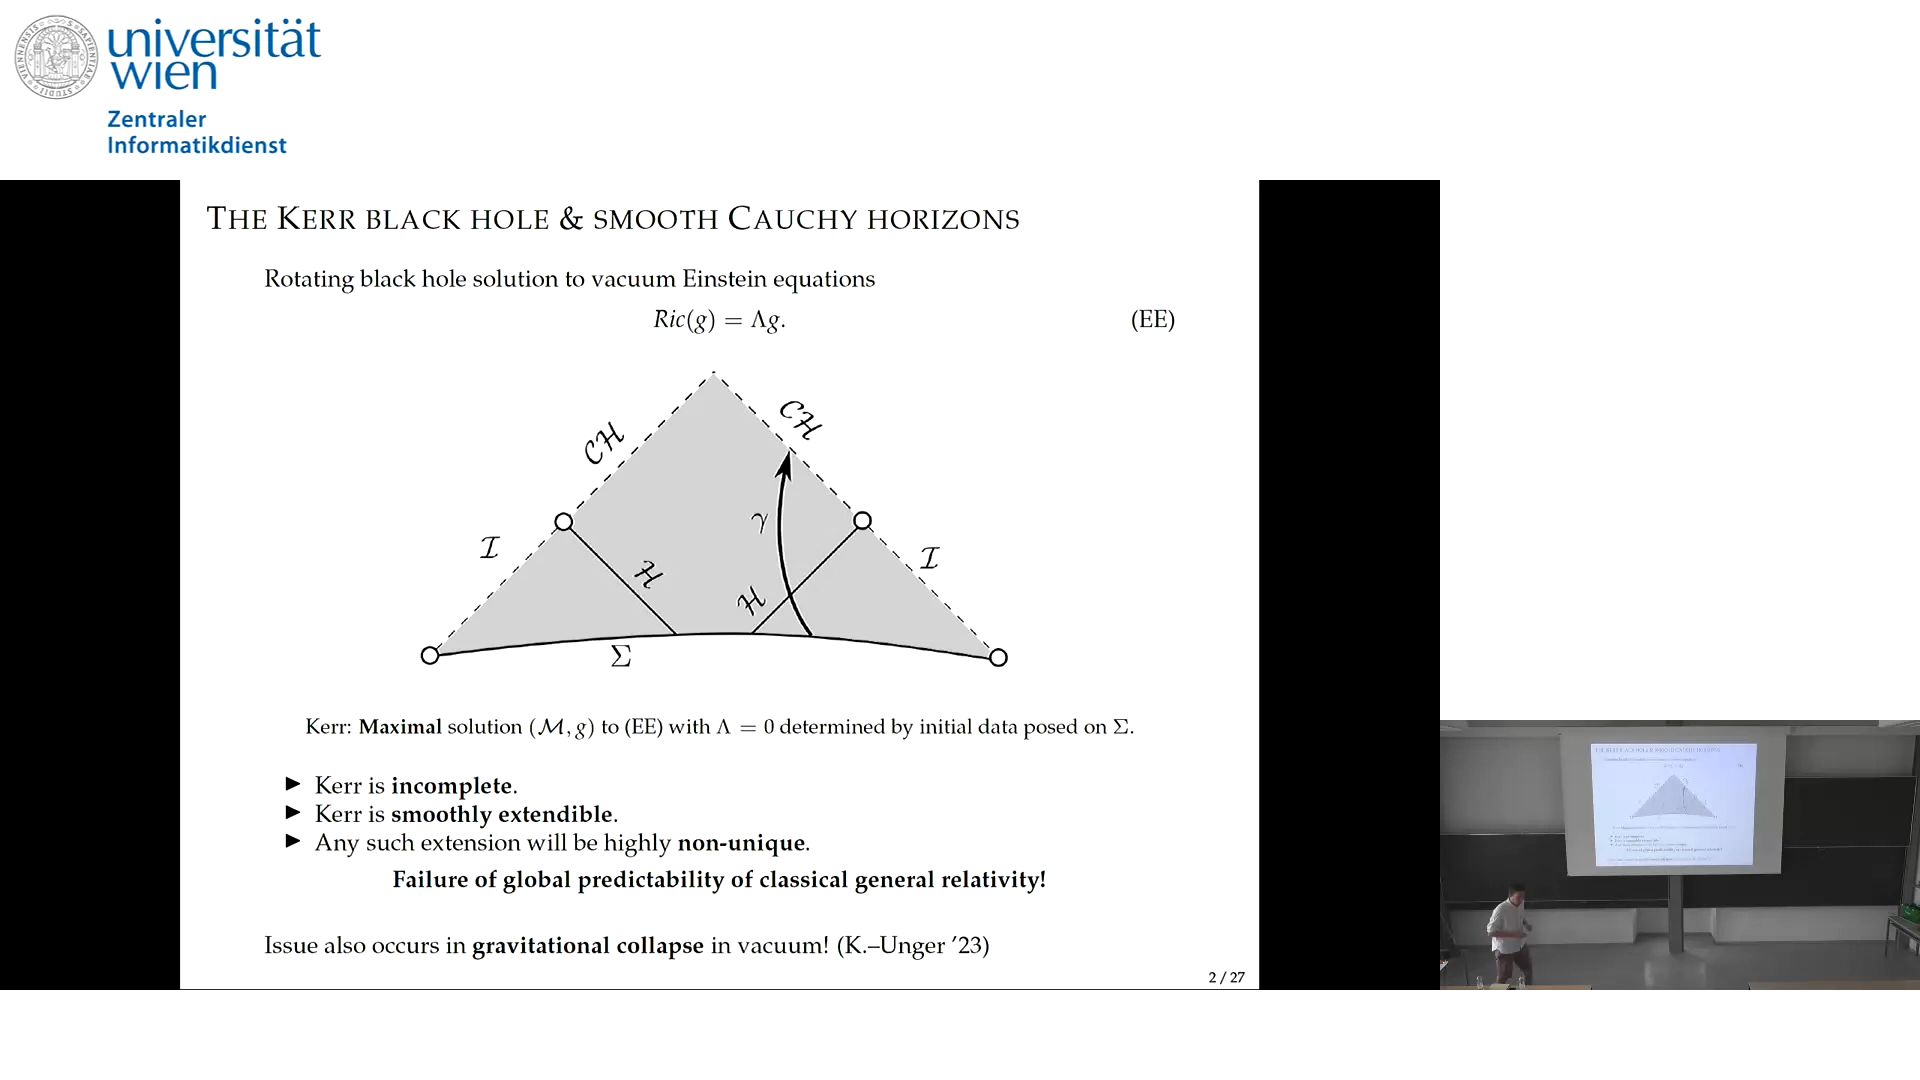 universität
wien
Zentraler
Informatikdienst
THE KERR BLACK HOLE & SMOOTH CAUCHY HORIZONS
Rotating black hole solution to vacuum Einstein equations
Ric(g) = Λg. (EE)
CH
CH
γ
I
I
H
H
Σ
Kerr: Maximal solution (M, g) to (EE) with Λ = 0 determined by initial data posed on Σ.
▶ Kerr is incomplete.
▶ Kerr is smoothly extendible.
▶ Any such extension will be highly non-unique.
Failure of global predictability of classical general relativity!
Issue also occurs in gravitational collapse in vacuum! (K.–Unger ’23)
2 / 27